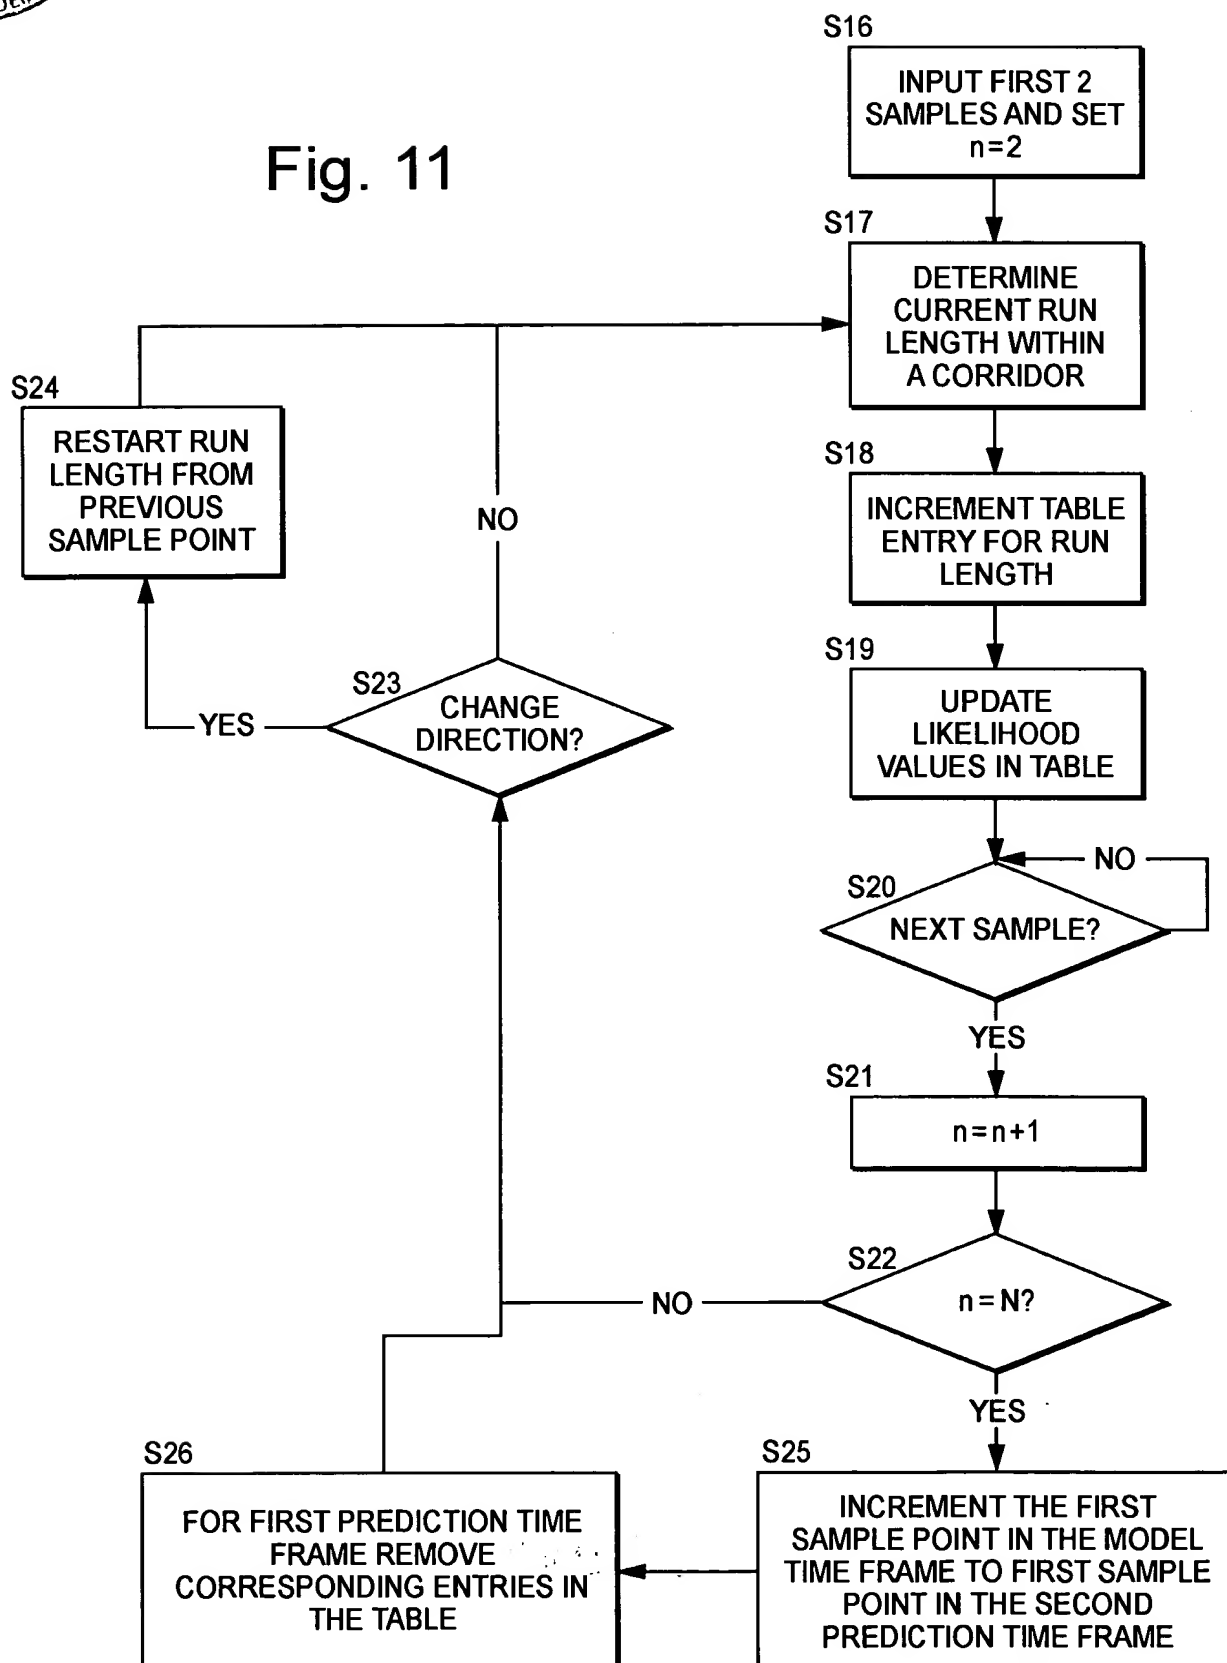 S16
INPUT FIRST 2
SAMPLES AND SET
n=2
Fig. 11
S17
DETERMINE
CURRENT RUN
LENGTH WITHIN
A CORRIDOR
S24
RESTART RUN
LENGTH FROM
PREVIOUS
SAMPLE POINT
S18
INCREMENT TABLE
ENTRY FOR RUN
LENGTH
NO
S19
UPDATE
LIKELIHOOD
VALUES IN TABLE
S23
CHANGE
DIRECTION?
YES
NO
S20
NEXT SAMPLE?
YES
S21
n=n+1
S22
n=N?
NO
YES
S26
FOR FIRST PREDICTION TIME
FRAME REMOVE
CORRESPONDING ENTRIES IN
THE TABLE
S25
INCREMENT THE FIRST
SAMPLE POINT IN THE MODEL
TIME FRAME TO FIRST SAMPLE
POINT IN THE SECOND
PREDICTION TIME FRAME